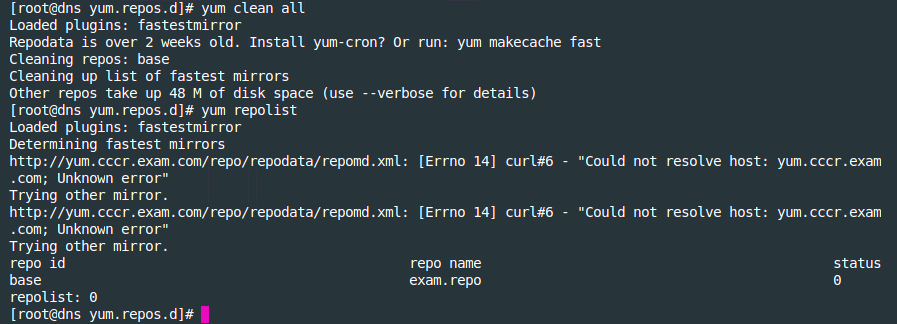 [root@dns yum.repos.d]# yum clean all
Loaded plugins: fastestmirror
Repodata is over 2 weeks old. Install yum-cron? Or run: yum makecache fast
Cleaning repos: base
Cleaning up list of fastest mirrors
Other repos take up 48 M of disk space (use --verbose for details)
[root@dns yum.repos.d]# yum repolist
Loaded plugins: fastestmirror
Determining fastest mirrors
http://yum.cccr.exam.com/repo/repodata/repomd.xml: [Errno 14] curl#6 - "Could not resolve host: yum.cccr.exam
.com; Unknown error"
Trying other mirror.
http://yum.cccr.exam.com/repo/repodata/repomd.xml: [Errno 14] curl#6 - "Could not resolve host: yum.cccr.exam
.com; Unknown error"
Trying other mirror.
repo id repo name status
base exam.repo 0
repolist: 0
[root@dns yum.repos.d]#